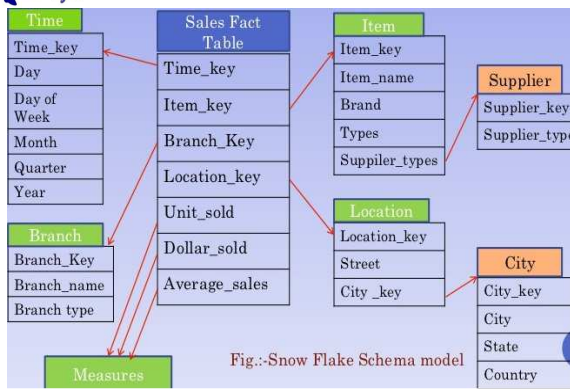 Time
Time_key
Day
Day of
Week
Month
Quarter
Year
Branch
Branch_Key
Branch_name
Branch type
Sales Fact
Table
Time_key
Item_key
Branch_Key
Location_key
Unit_sold
Dollar_sold
Average_sales
Measures
Item
Item_key
Item_name
Brand
Types
Suppiler_types
Location
Location_key
Street
City _key
Supplier
Supplier_key
Supplier_type
City
City_key
City
State
Country
Fig.:-Snow Flake Schema model